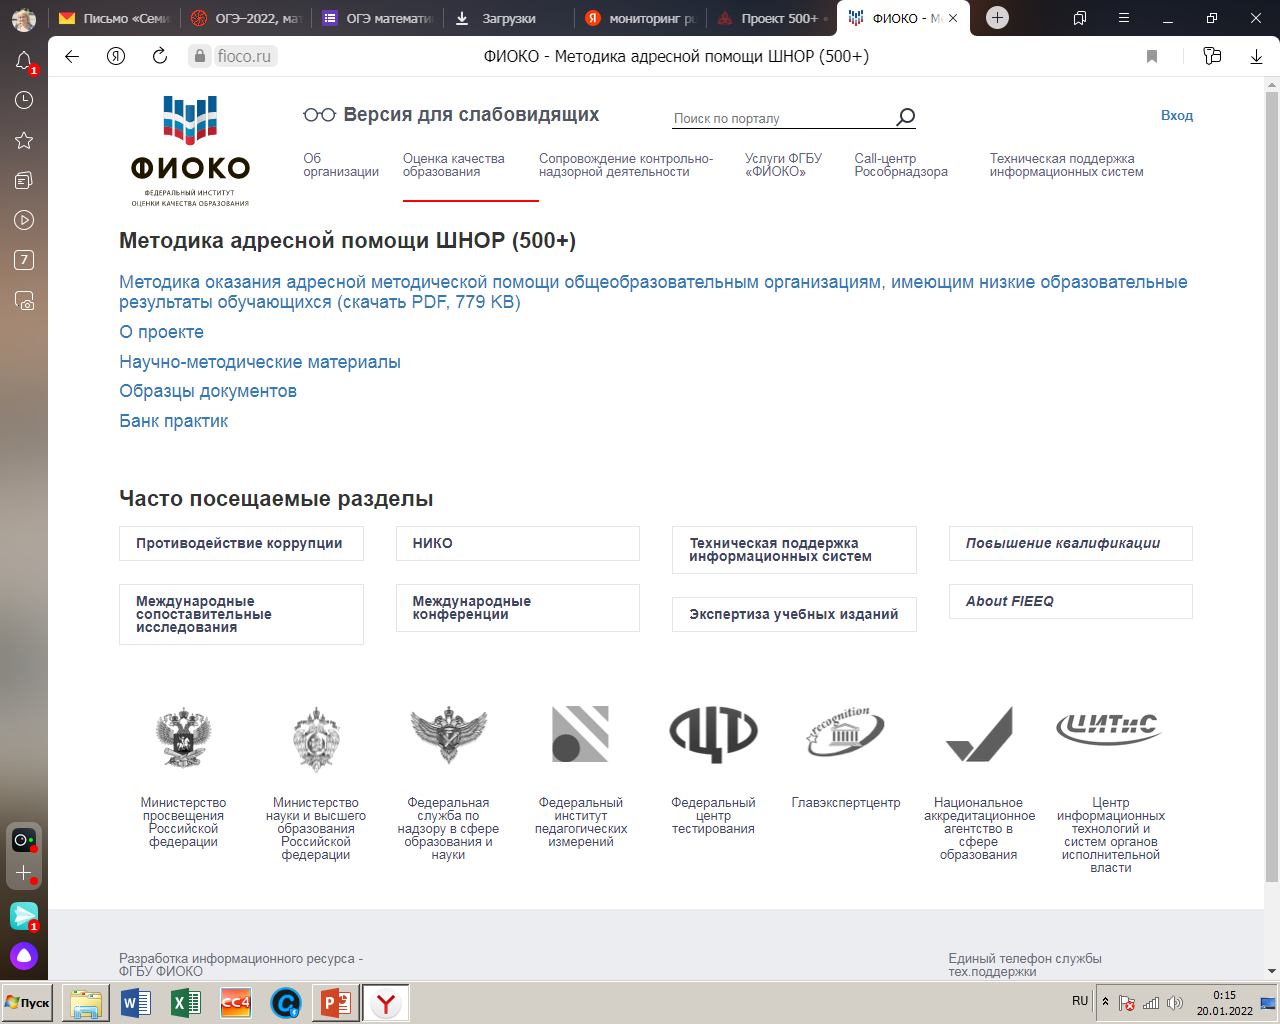 Письмо «Семи
ОГЭ–2022, мат
ОГЭ математи
Загрузки
мониторинг
Проект 500+
ФИОКО - М
1
Я
fioco.ru
ФИОКО - Методика адресной помощи ШНОР (500+)
7
ФИОКО
ФЕДЕРАЛЬНЫЙ ИНСТИТУТ
ОЦЕНКИ КАЧЕСТВА ОБРАЗОВАНИЯ
Версия для слабовидящих
Поиск по порталу
Вход
Об
организации
Оценка качества
образования
Сопровождение контрольно-
надзорной деятельности
Услуги ФГБУ
«ФИОКО»
Call-центр
Рособрнадзора
Техническая поддержка
информационных систем
Методика адресной помощи ШНОР (500+)
Методика оказания адресной методической помощи общеобразовательным организациям, имеющим низкие образовательные
результаты обучающихся (скачать PDF, 779 KB)
О проекте
Научно-методические материалы
Образцы документов
Банк практик
Часто посещаемые разделы
Противодействие коррупции
НИКО
Техническая поддержка
информационных систем
Повышение квалификации
Международные
сопоставительные
исследования
Международные
конференции
Экспертиза учебных изданий
About FIEEQ
ЦТ
recognition
ЦИТиС
Министерство
просвещения
Российской
федерации
Министерство
науки и высшего
образования
Российской
федерации
Федеральная
служба по
надзору в сфере
образования и
науки
Федеральный
институт
педагогических
измерений
Федеральный
центр
тестирования
Главэкспертцентр
Национальное
аккредитационное
агентство в
сфере
образования
Центр
информационных
технологий и
систем органов
исполнительной
власти
1
Разработка информационного ресурса -
ФГБУ ФИОКО
Единый телефон службы
тех.поддержки
Пуск
CC4
RU
0:15
20.01.2022